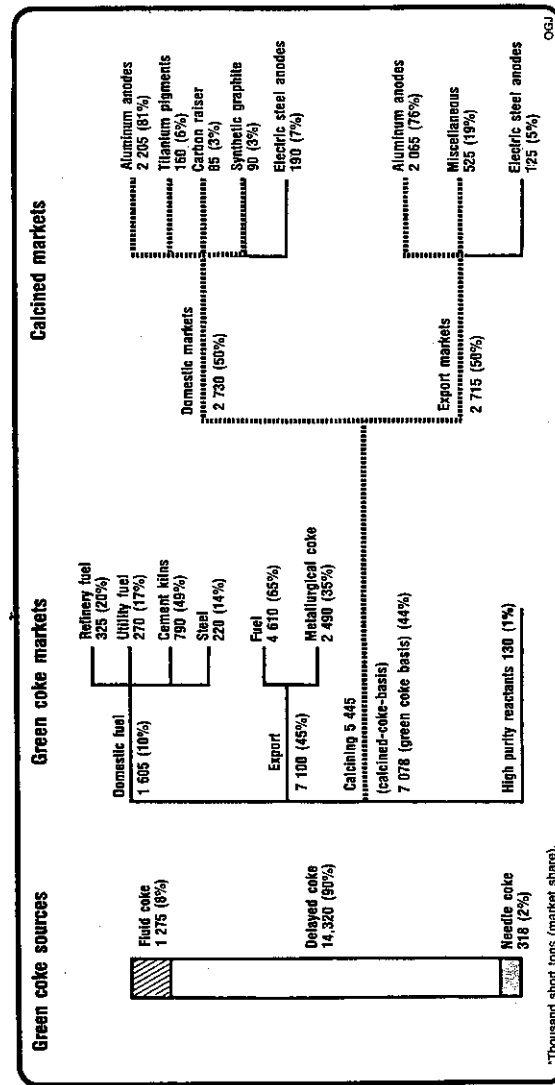 Green coke sources
Green coke markets
Calcined markets
Fluid coke
1 275 (8%)
Delayed coke
14,320 (90%)
Needle coke
318 (2%)
Domestic fuel
1 605 (10%)
Refinery fuel
325 (20%)
Utility fuel
270 (17%)
Cement kilns
790 (49%)
Steel
220 (14%)
Export
7 100 (45%)
Fuel
4 610 (65%)
Metallurgical coke
2 490 (35%)
Calcining 5 445
(calcined-coke-basis)
7 078 (green coke basis) (44%)
High purity reactants 130 (1%)
Domestic markets
2 730 (50%)
Aluminum anodes
2 205 (81%)
Titanium pigments
160 (6%)
Carbon raiser
85 (3%)
Synthetic graphite
90 (3%)
Electric steel anodes
190 (7%)
Export markets
2 715 (50%)
Aluminum anodes
2 065 (76%)
Miscellaneous
525 (19%)
Electric steel anodes
125 (5%)
*Thousand short tons (market share).
OGJ